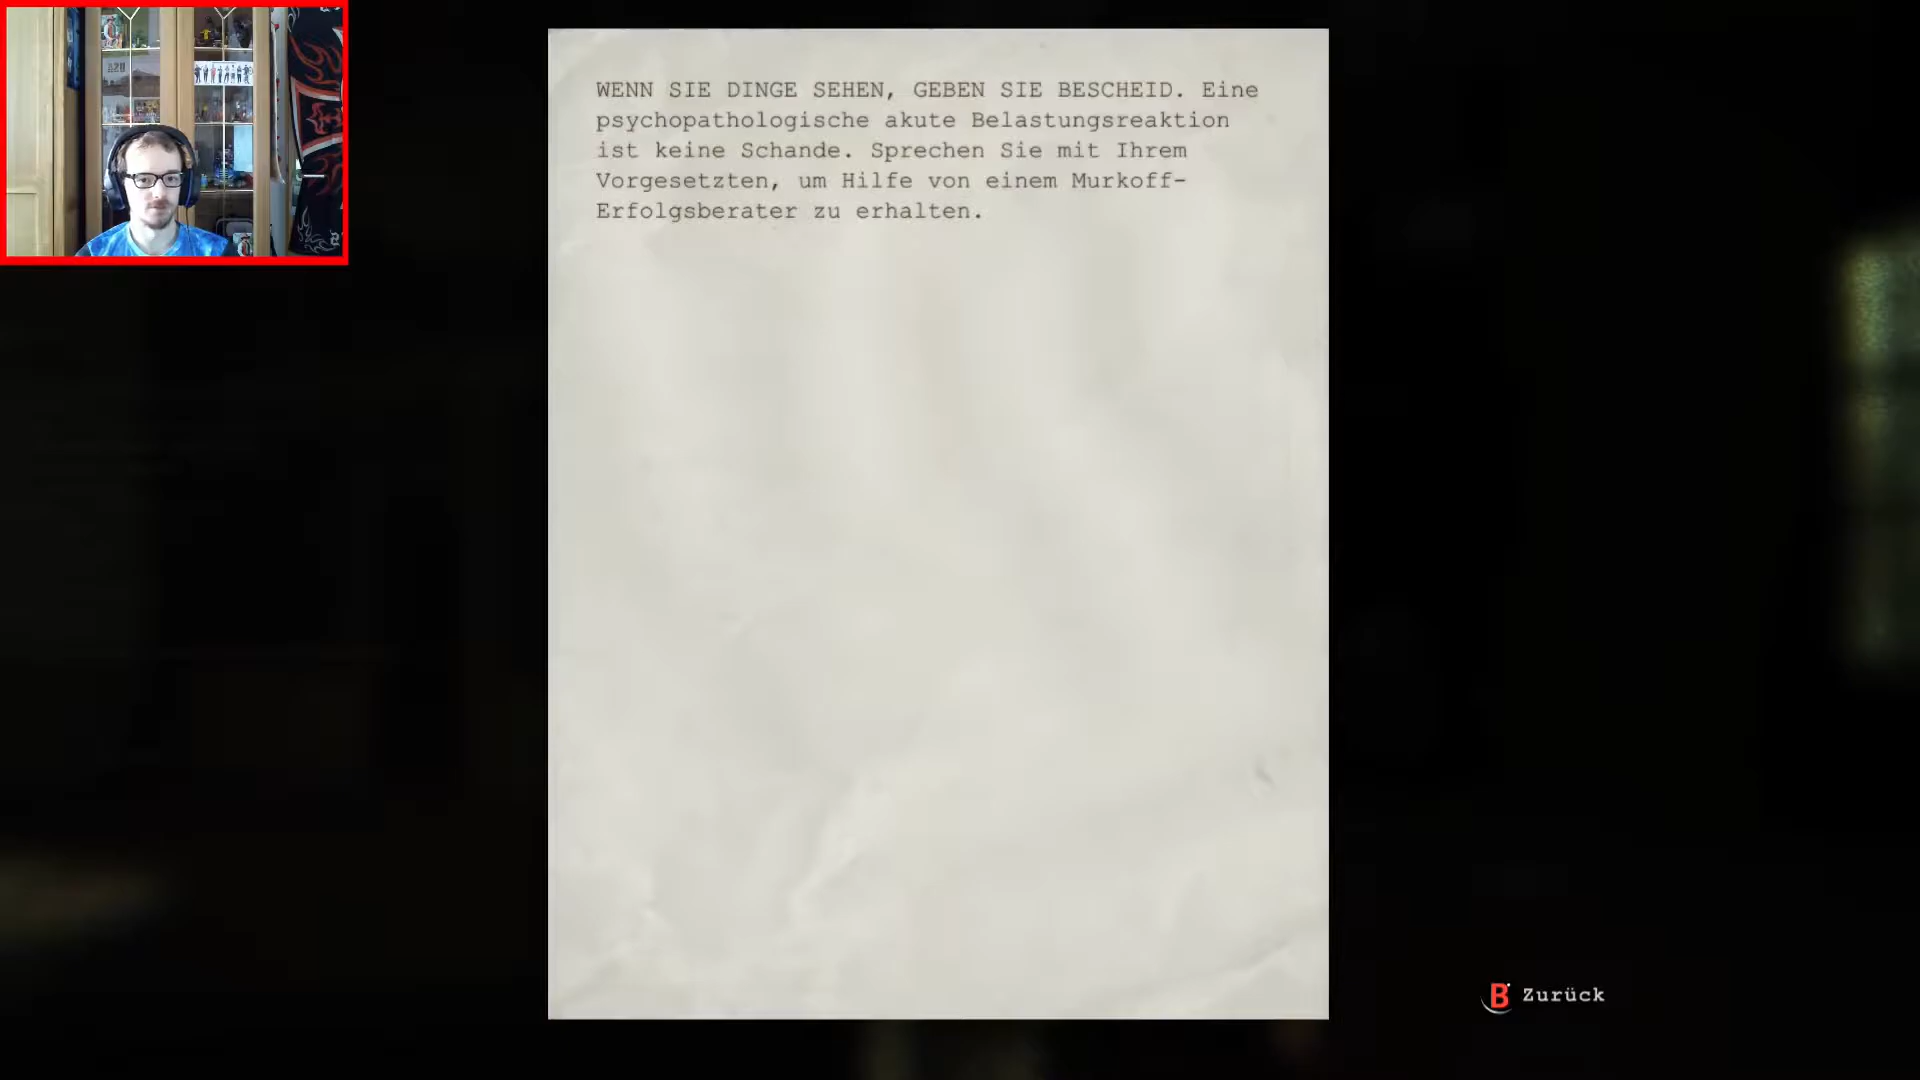 WENN SIE DINGE SEHEN, GEBEN SIE BESCHEID. Eine
psychopathologische akute Belastungsreaktion
ist keine Schande. Sprechen Sie mit Ihrem
Vorgesetzten, um Hilfe von einem Murkoff-
Erfolgsberater zu erhalten.
B Zurück